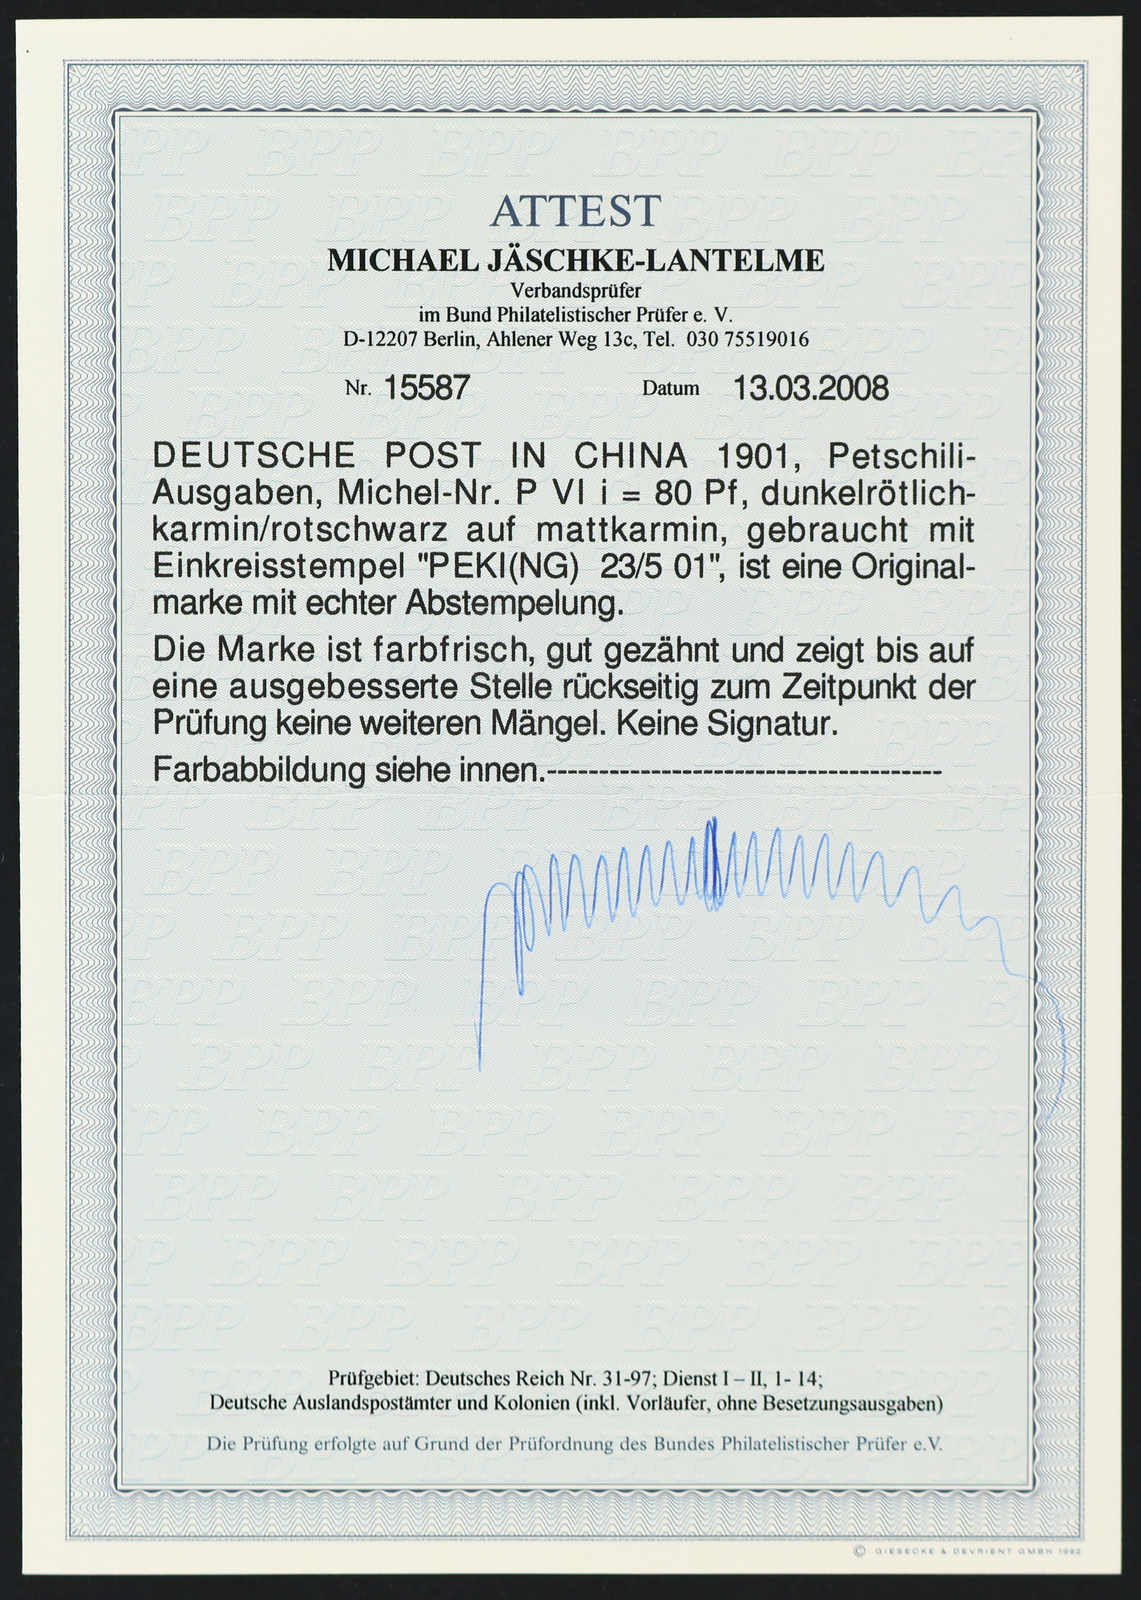 ATTEST
MICHAEL JÄSCHKE-LANTELME
Verbandsprüfer
im Bund Philatelistischer Prüfer e. V.
D-12207 Berlin, Ahlener Weg 13c, Tel. 030 75519016
Nr. 15587 Datum 13.03.2008
DEUTSCHE POST IN CHINA 1901, Petschili-
Ausgaben, Michel-Nr. P VI i = 80 Pf, dunkelrötlich-
karmin/rotschwarz auf mattkarmin, gebraucht mit
Einkreisstempel "PEKI(NG) 23/5 01", ist eine Original-
marke mit echter Abstempelung.
Die Marke ist farbfrisch, gut gezähnt und zeigt bis auf
eine ausgebesserte Stelle rückseitig zum Zeitpunkt der
Prüfung keine weiteren Mängel. Keine Signatur.
Farbabbildung siehe innen.--------------------------------------
Prüfgebiet: Deutsches Reich Nr. 31-97; Dienst I – II, 1- 14;
Deutsche Auslandspostämter und Kolonien (inkl. Vorläufer, ohne Besetzungsausgaben)
Die Prüfung erfolgte auf Grund der Prüfordnung des Bundes Philatelistischer Prüfer e.V.
© GIESECKE & DEVRIENT GMBH 1992